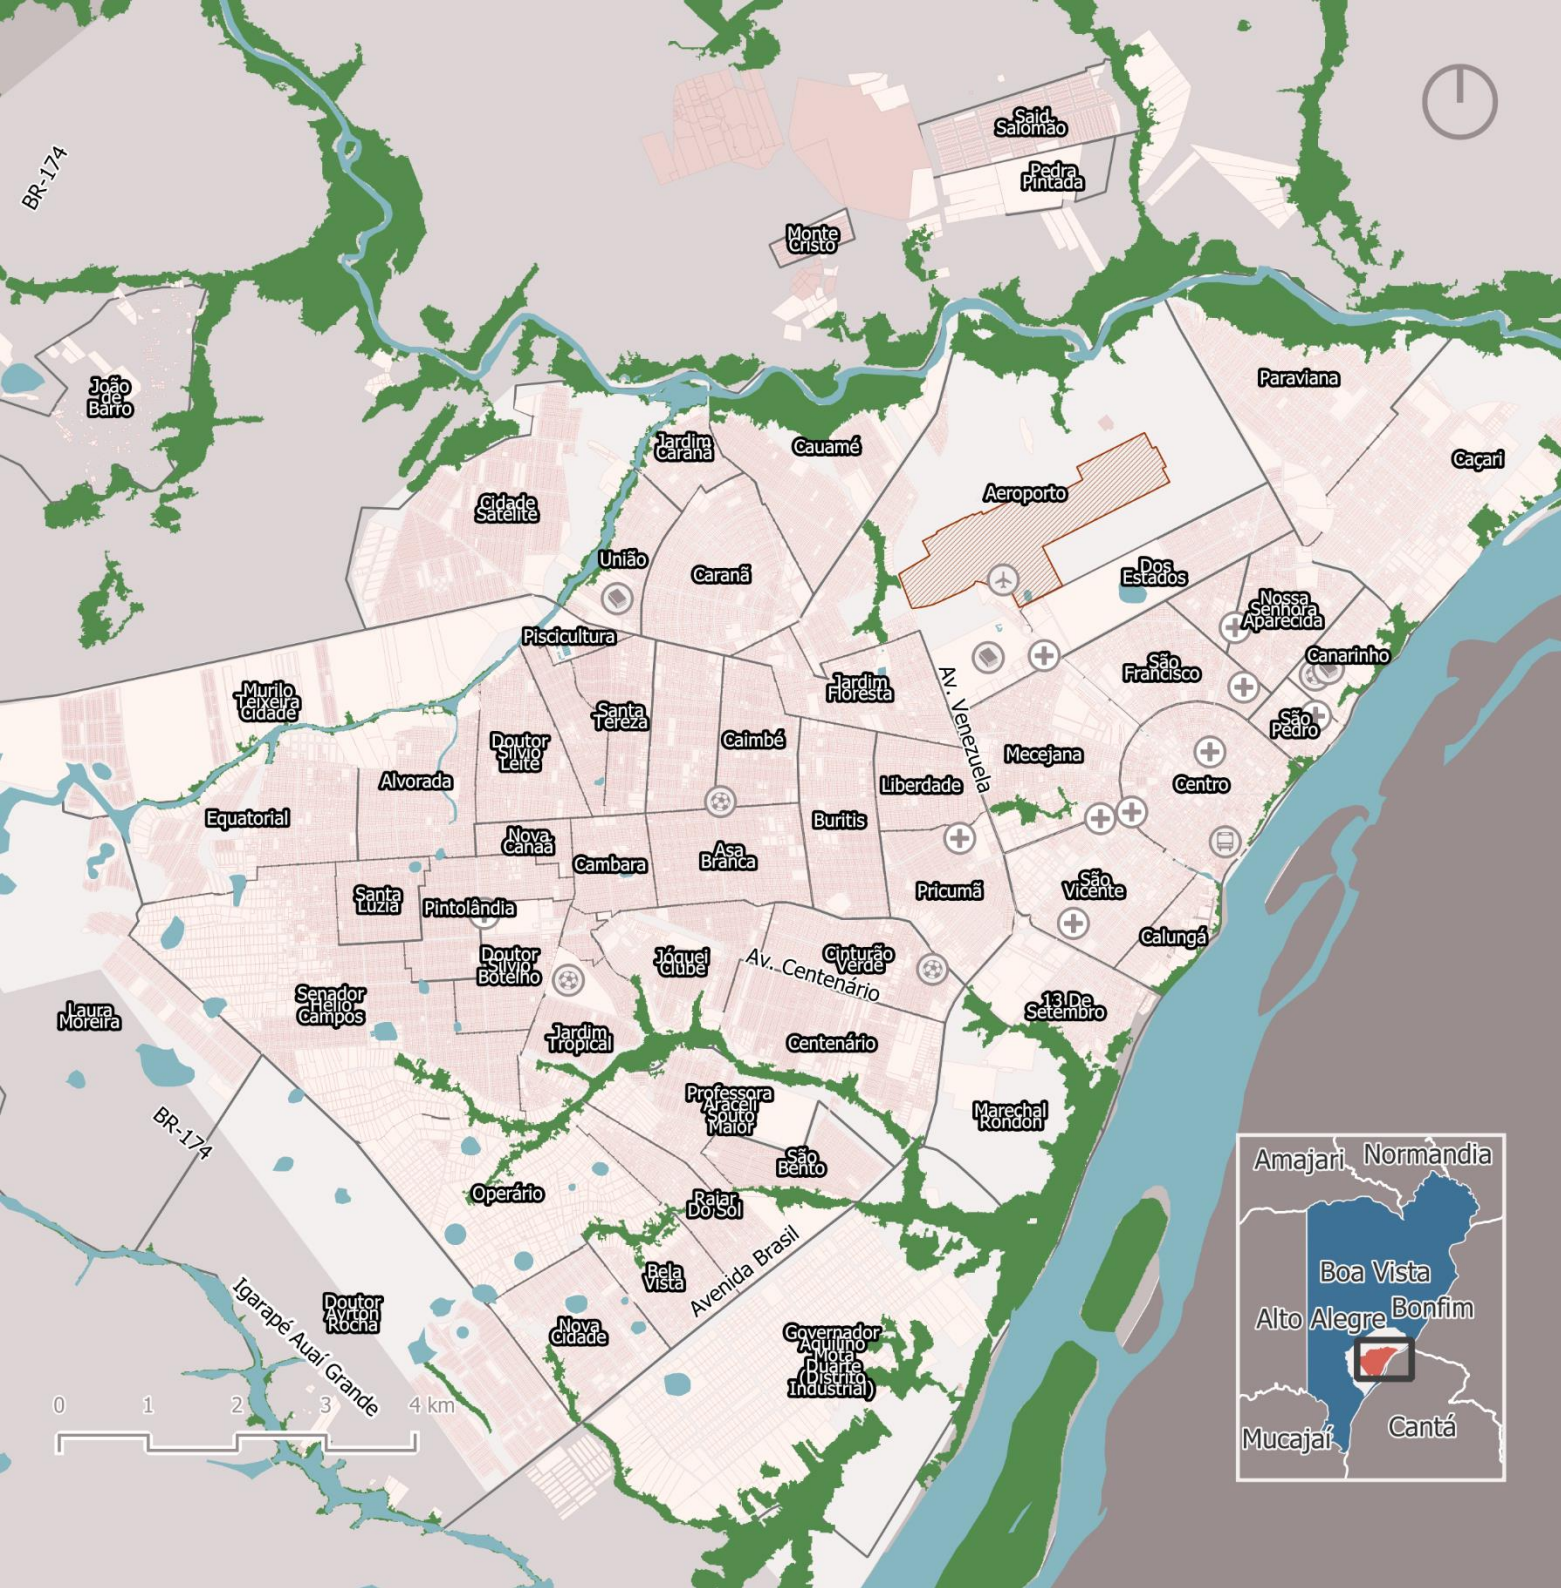 BR-174
Said
Salomão
Pedra
Pintada
Monte
Cristo
João
de
Barro
Paraviana
Caçari
Jardim
Caranã
Cauamé
Aeroporto
Cidade
Satélite
União
Caranã
Dos
Estados
Nossa
Senhora
Aparecida
Piscicultura
Canarinho
São
Francisco
Jardim
Floresta
Murilo
Teixeira
Cidade
Santa
Tereza
São
Pedro
Av. Venezuela
Doutor
Silvio
Leite
Caimbé
Mecejana
Alvorada
Liberdade
Centro
Equatorial
Buritis
Nova
Canaã
Cambara
Asa
Branca
Santa
Luzia
Pintolândia
Pricumã
São
Vicente
Calungá
Doutor
Silvio
Botelho
Jóquei
Clube
Cinturão
Verde
Av. Centenário
Senador
Hélio
Campos
Laura
Moreira
13 De
Setembro
Jardim
Tropical
Centenário
Professora
Araceli
Souto
Maior
Marechal
Rondon
BR-174
São
Bento
Operário
Raiar
Do Sol
Bela
Vista
Avenida Brasil
Igarapé Auaí Grande
Doutor
Ayrton
Rocha
Nova
Cidade
Governador
Aquilino
Mota
Duarte
(Distrito
Industrial)
0 1 2 3 4 km
Amajari
Normandia
Boa Vista
Bonfim
Alto Alegre
Cantá
Mucajaí